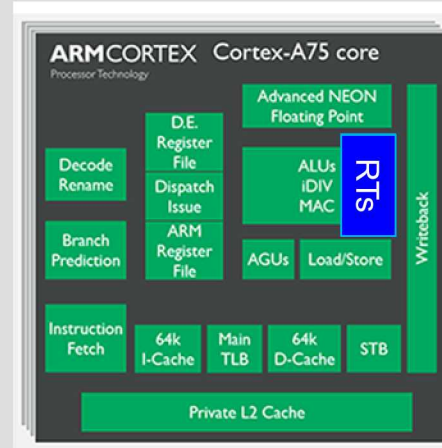 ARMCORTEX Cortex-A75 core
Processor Technology
Advanced NEON
Floating Point
D.E.
Register
File
Decode
Rename
Dispatch
Issue
ALUs
iDIV
MAC
RTs
Writeback
Branch
Prediction
ARM
Register
File
AGUs
Load/Store
Instruction
Fetch
64k
I-Cache
Main
TLB
64k
D-Cache
STB
Private L2 Cache